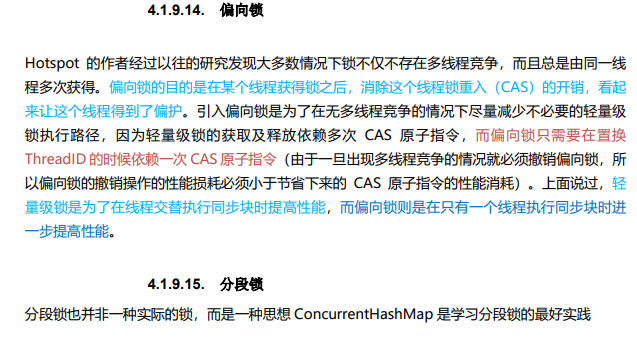 4.1.9.14. 偏向锁
Hotspot 的作者经过以往的研究发现大多数情况下锁不仅不存在多线程竞争，而且总是由同一线
程多次获得。偏向锁的目的是在某个线程获得锁之后，消除这个线程锁重入（CAS）的开销，看起
来让这个线程得到了偏护。引入偏向锁是为了在无多线程竞争的情况下尽量减少不必要的轻量级
锁执行路径，因为轻量级锁的获取及释放依赖多次 CAS 原子指令，而偏向锁只需要在置换
ThreadID 的时候依赖一次 CAS 原子指令（由于一旦出现多线程竞争的情况就必须撤销偏向锁，所
以偏向锁的撤销操作的性能损耗必须小于节省下来的 CAS 原子指令的性能消耗）。上面说过，轻
量级锁是为了在线程交替执行同步块时提高性能，而偏向锁则是在只有一个线程执行同步块时进
一步提高性能。
4.1.9.15. 分段锁
分段锁也并非一种实际的锁，而是一种思想 ConcurrentHashMap 是学习分段锁的最好实践